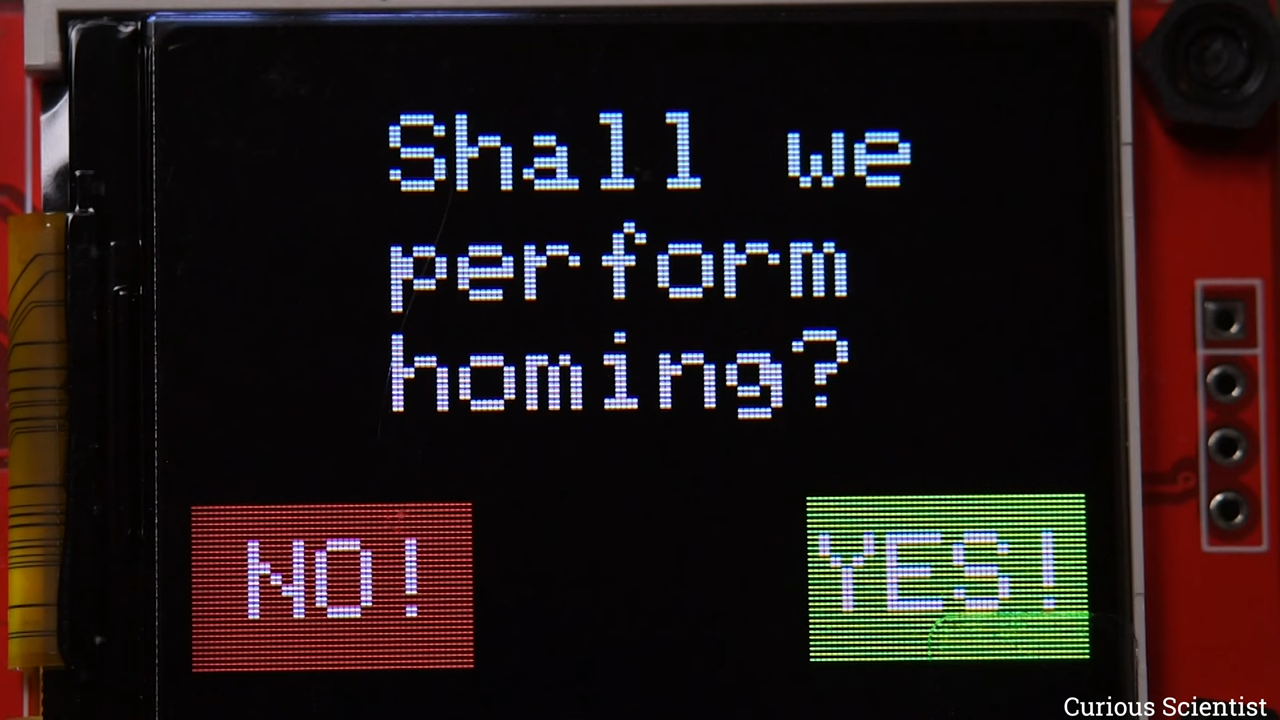 Shall we
perform
homing?
NO!
YES!
Curious Scientist